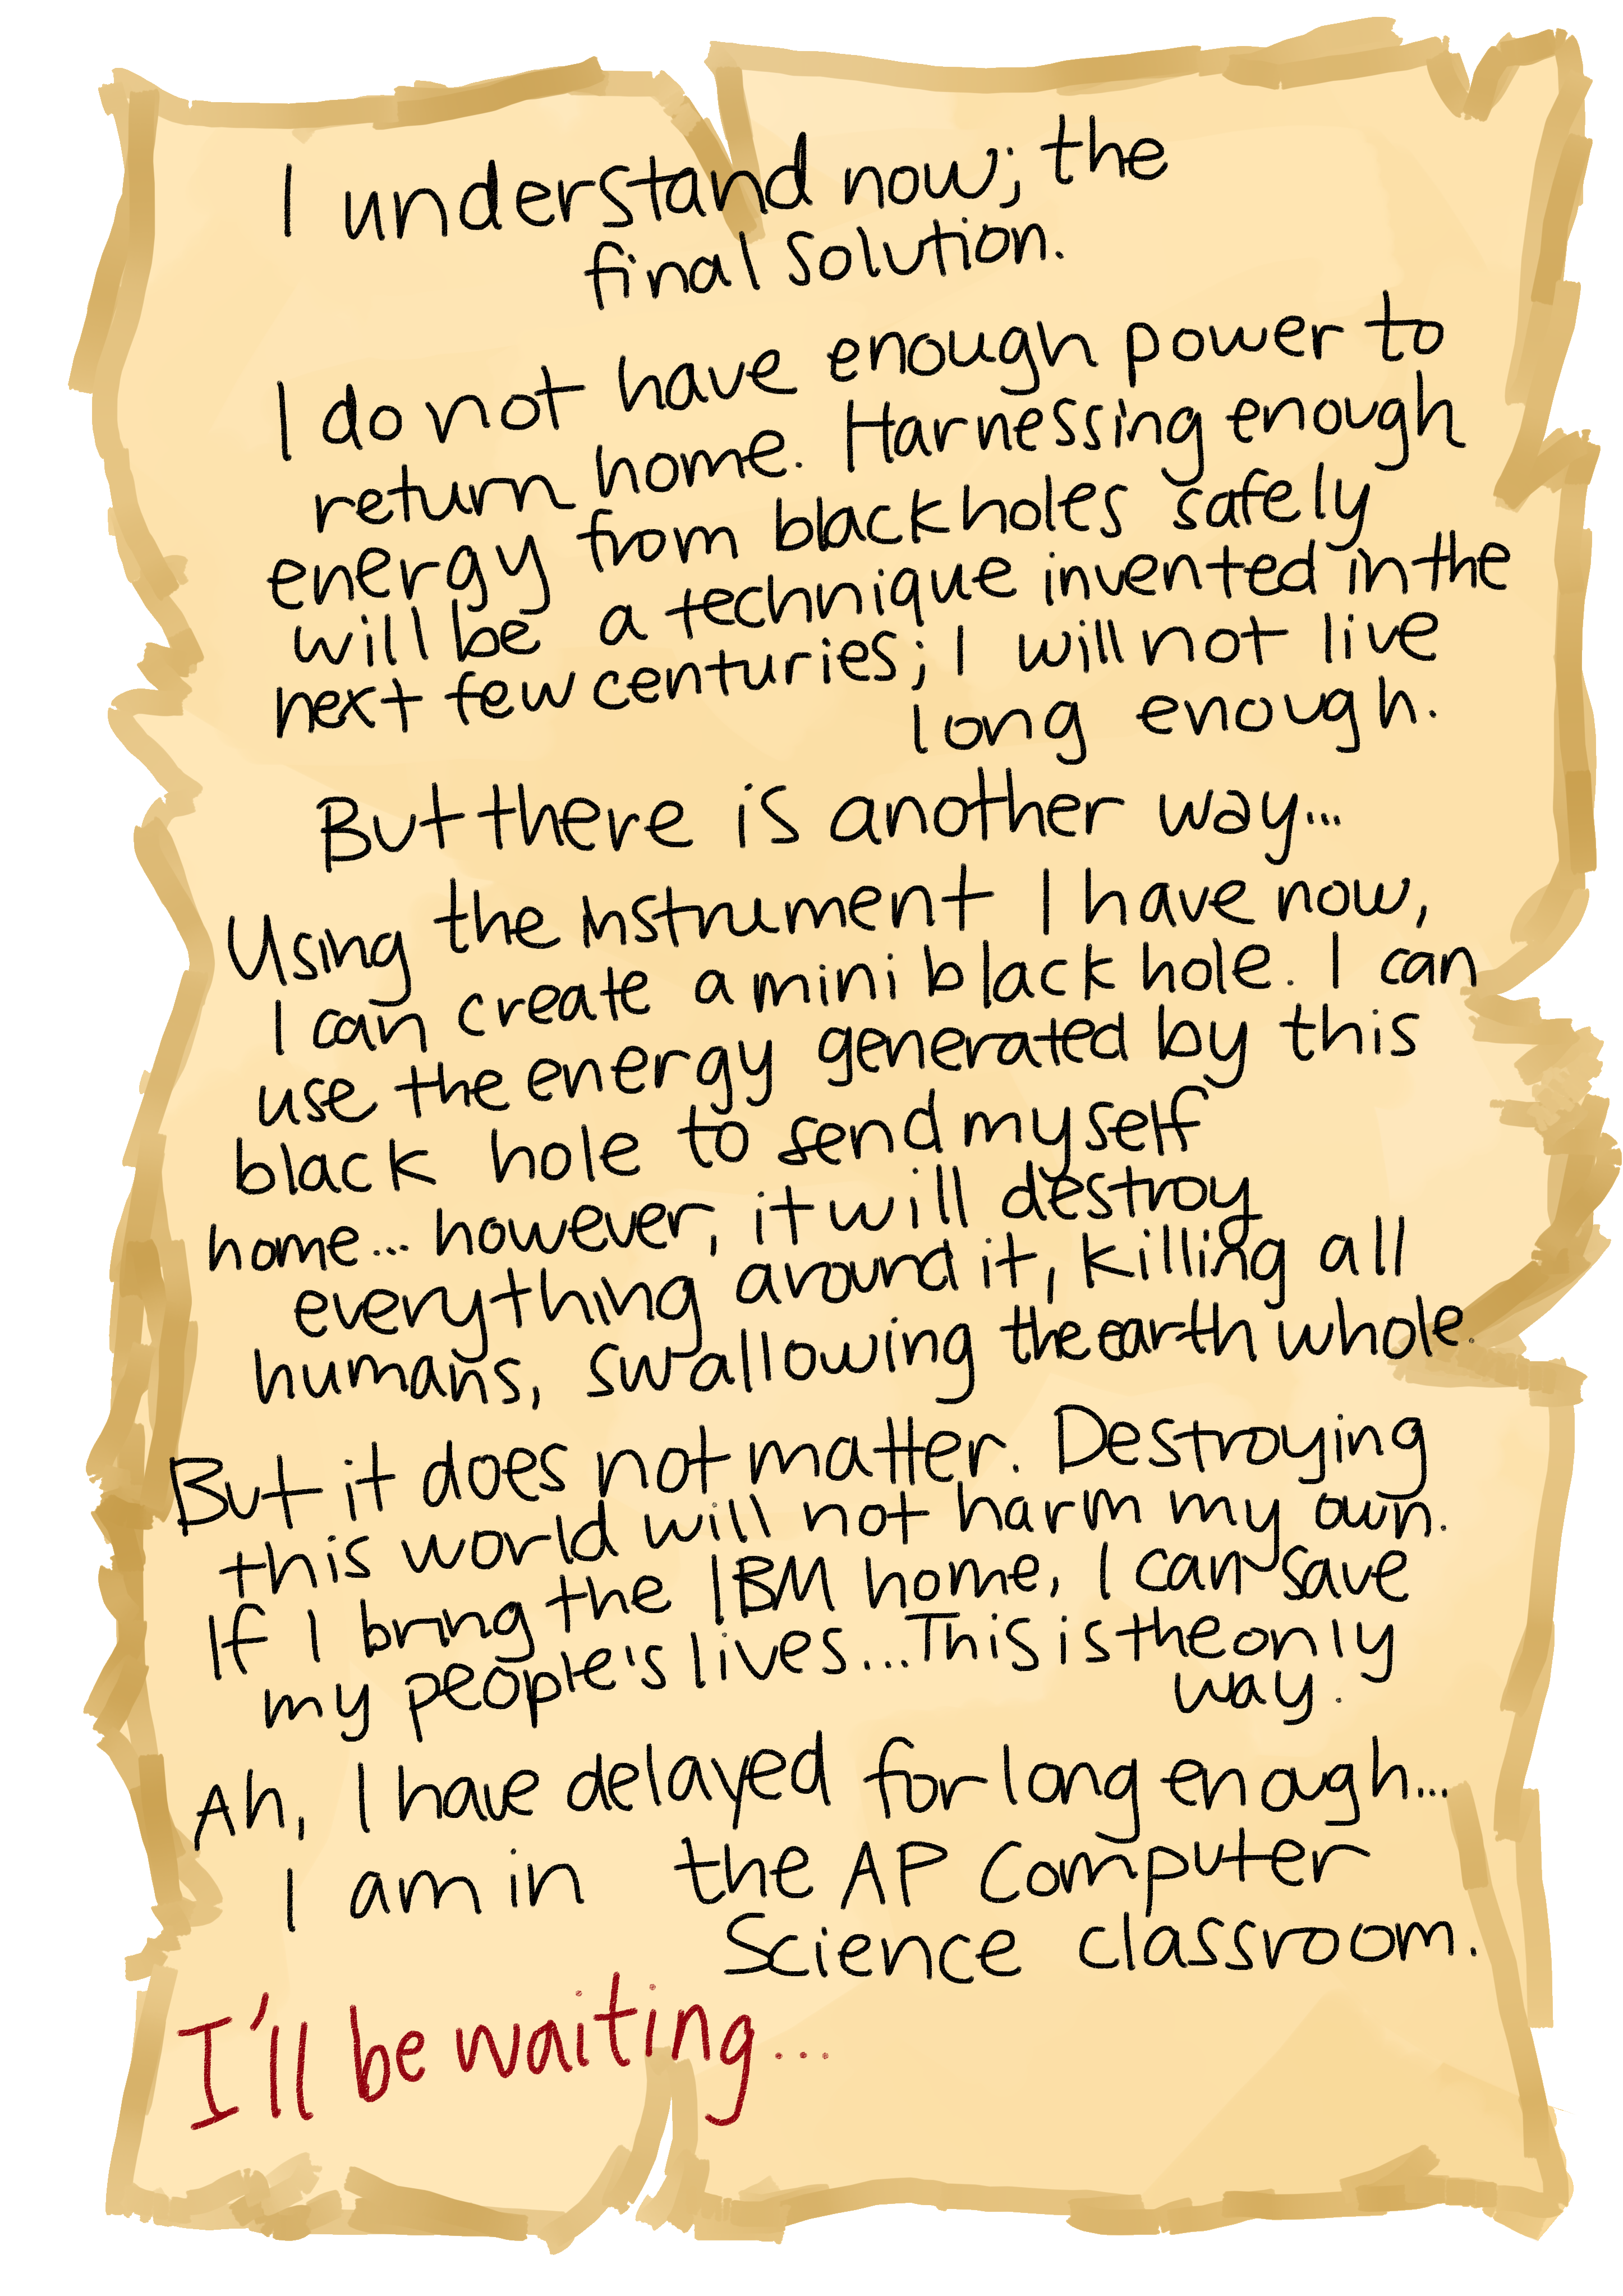 I understand now; the
final solution.
I do not have enough power to
return home. Harnessing enough
energy from blackholes safely
will be a technique invented in the
next few centuries; I will not live
long enough.
But there is another way...
Using the instrument I have now,
I can create a mini black hole. I can
use the energy generated by this
black hole to send myself
home... however, it will destroy
everything around it, killing all
humans, swallowing the earth whole.
But it does not matter. Destroying
this world will not harm my own.
If I bring the IBM home, I can save
my people's lives... This is the only
way.
Ah, I have delayed for long enough...
I am in the AP Computer
Science classroom.
I'll be waiting...